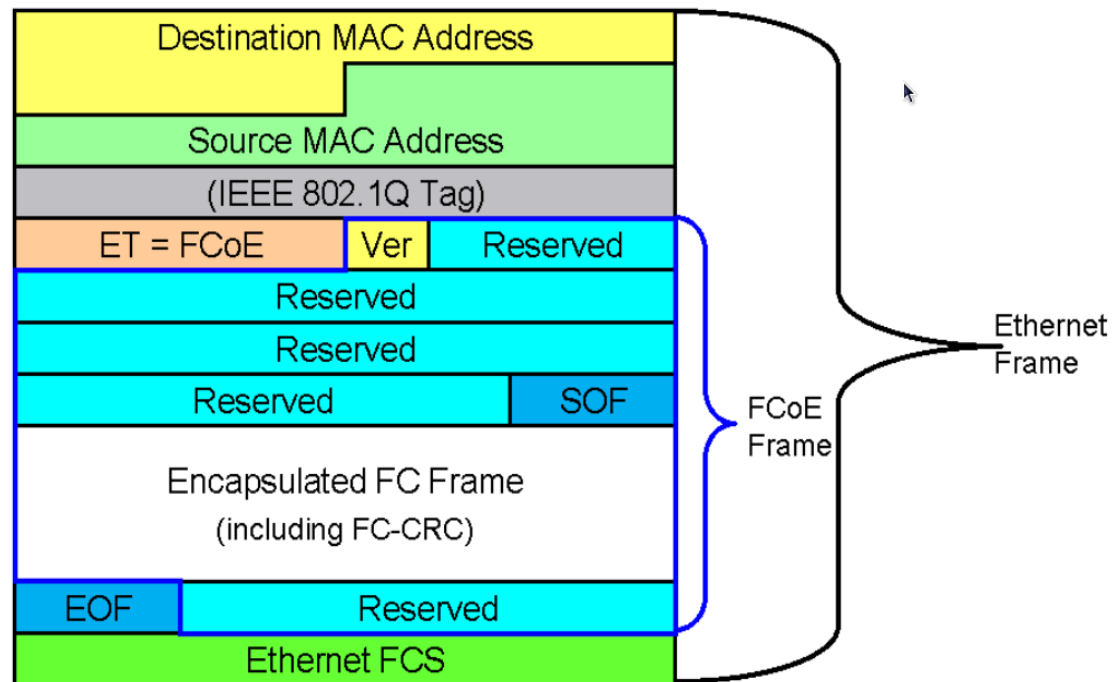 Destination MAC Address
Source MAC Address
(IEEE 802.1Q Tag)
ET = FCoE Ver Reserved
Reserved
Reserved
Reserved SOF
Encapsulated FC Frame
(including FC-CRC)
EOF Reserved
Ethernet FCS
FCoE
Frame
Ethernet
Frame